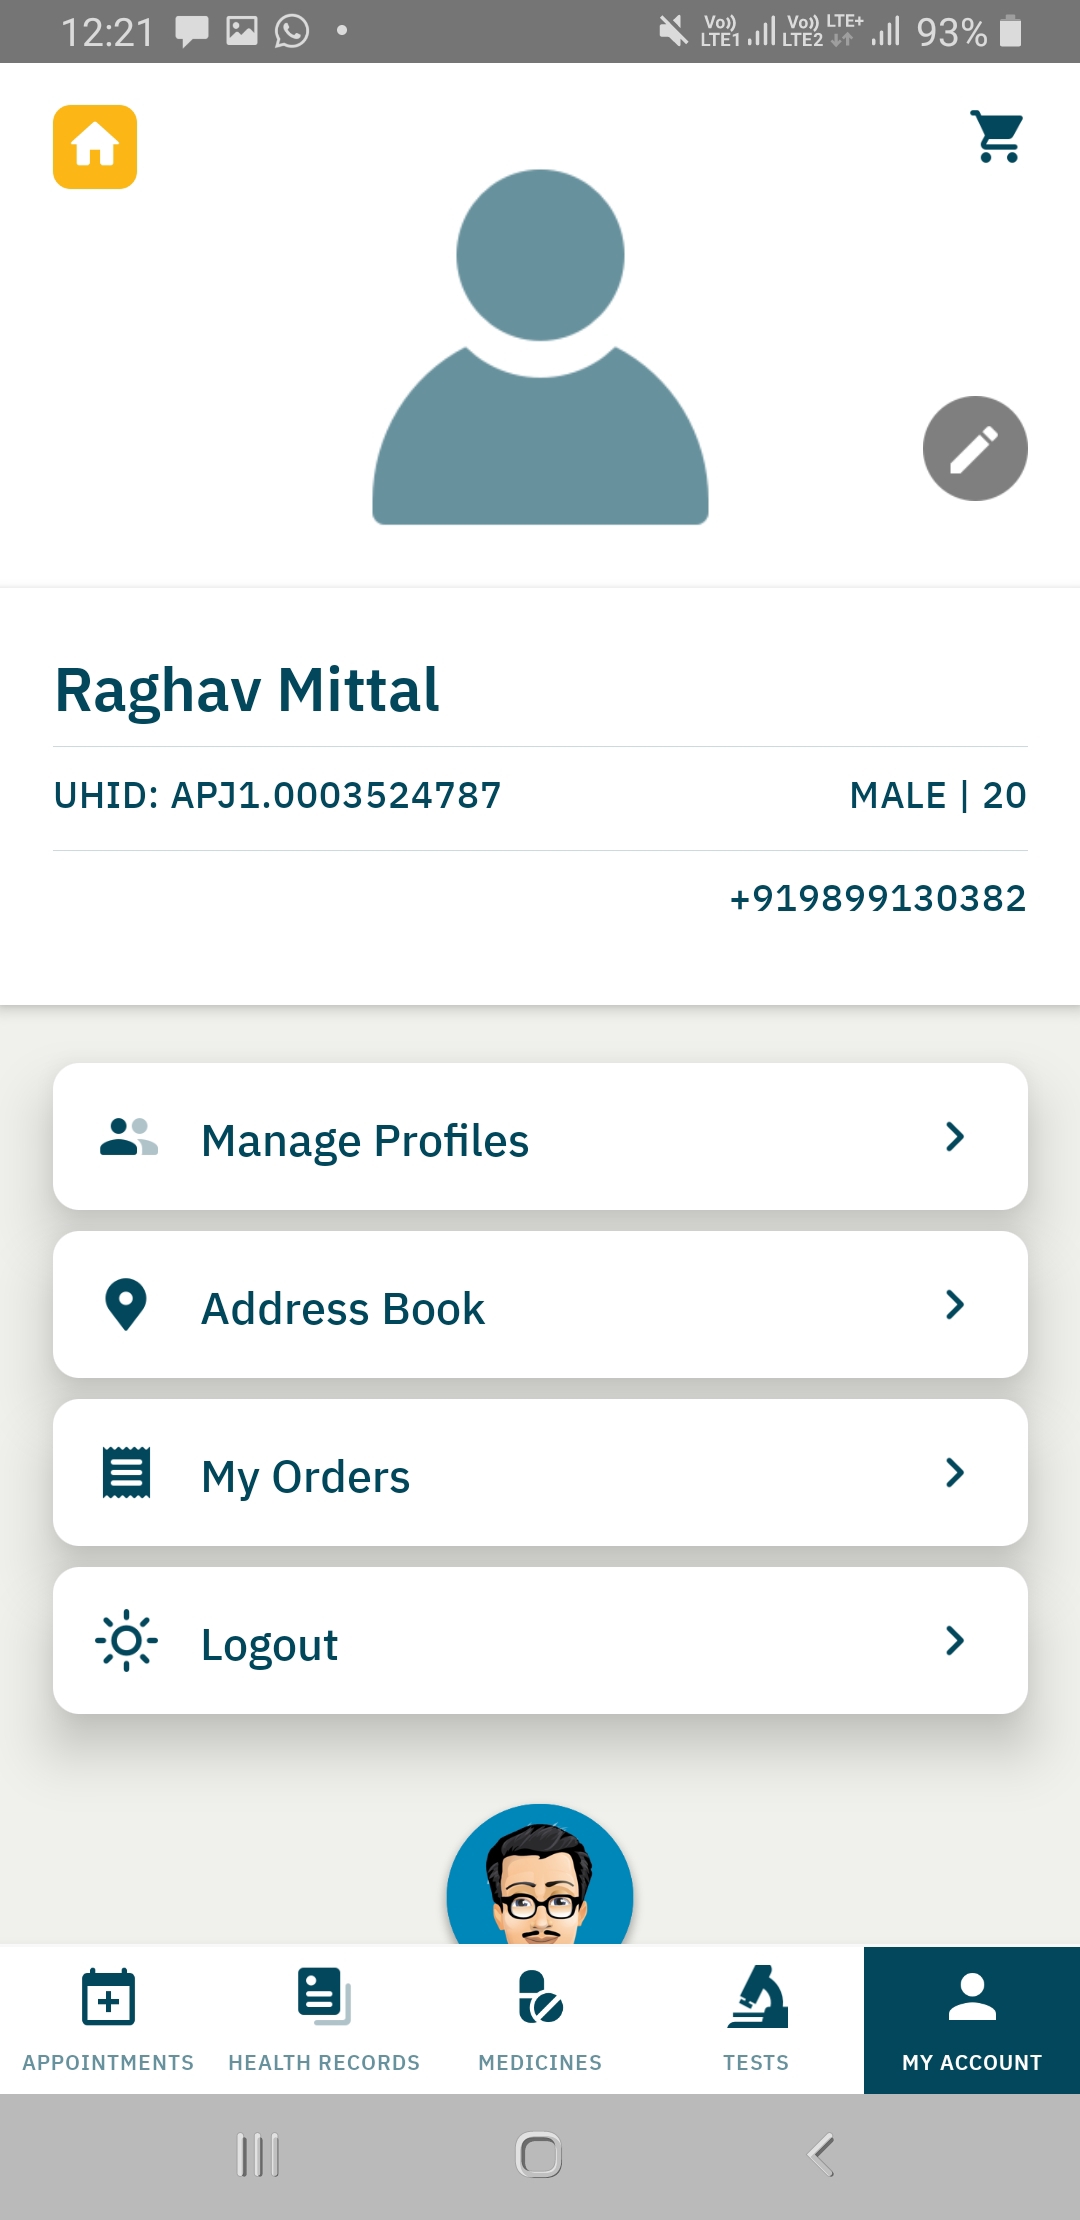 12:21
Vo)) LTE1 Vo)) LTE2 LTE+ 93%
Raghav Mittal
UHID: APJ1.0003524787 MALE | 20
+919899130382
Manage Profiles
Address Book
My Orders
Logout
APPOINTMENTS HEALTH RECORDS MEDICINES TESTS MY ACCOUNT